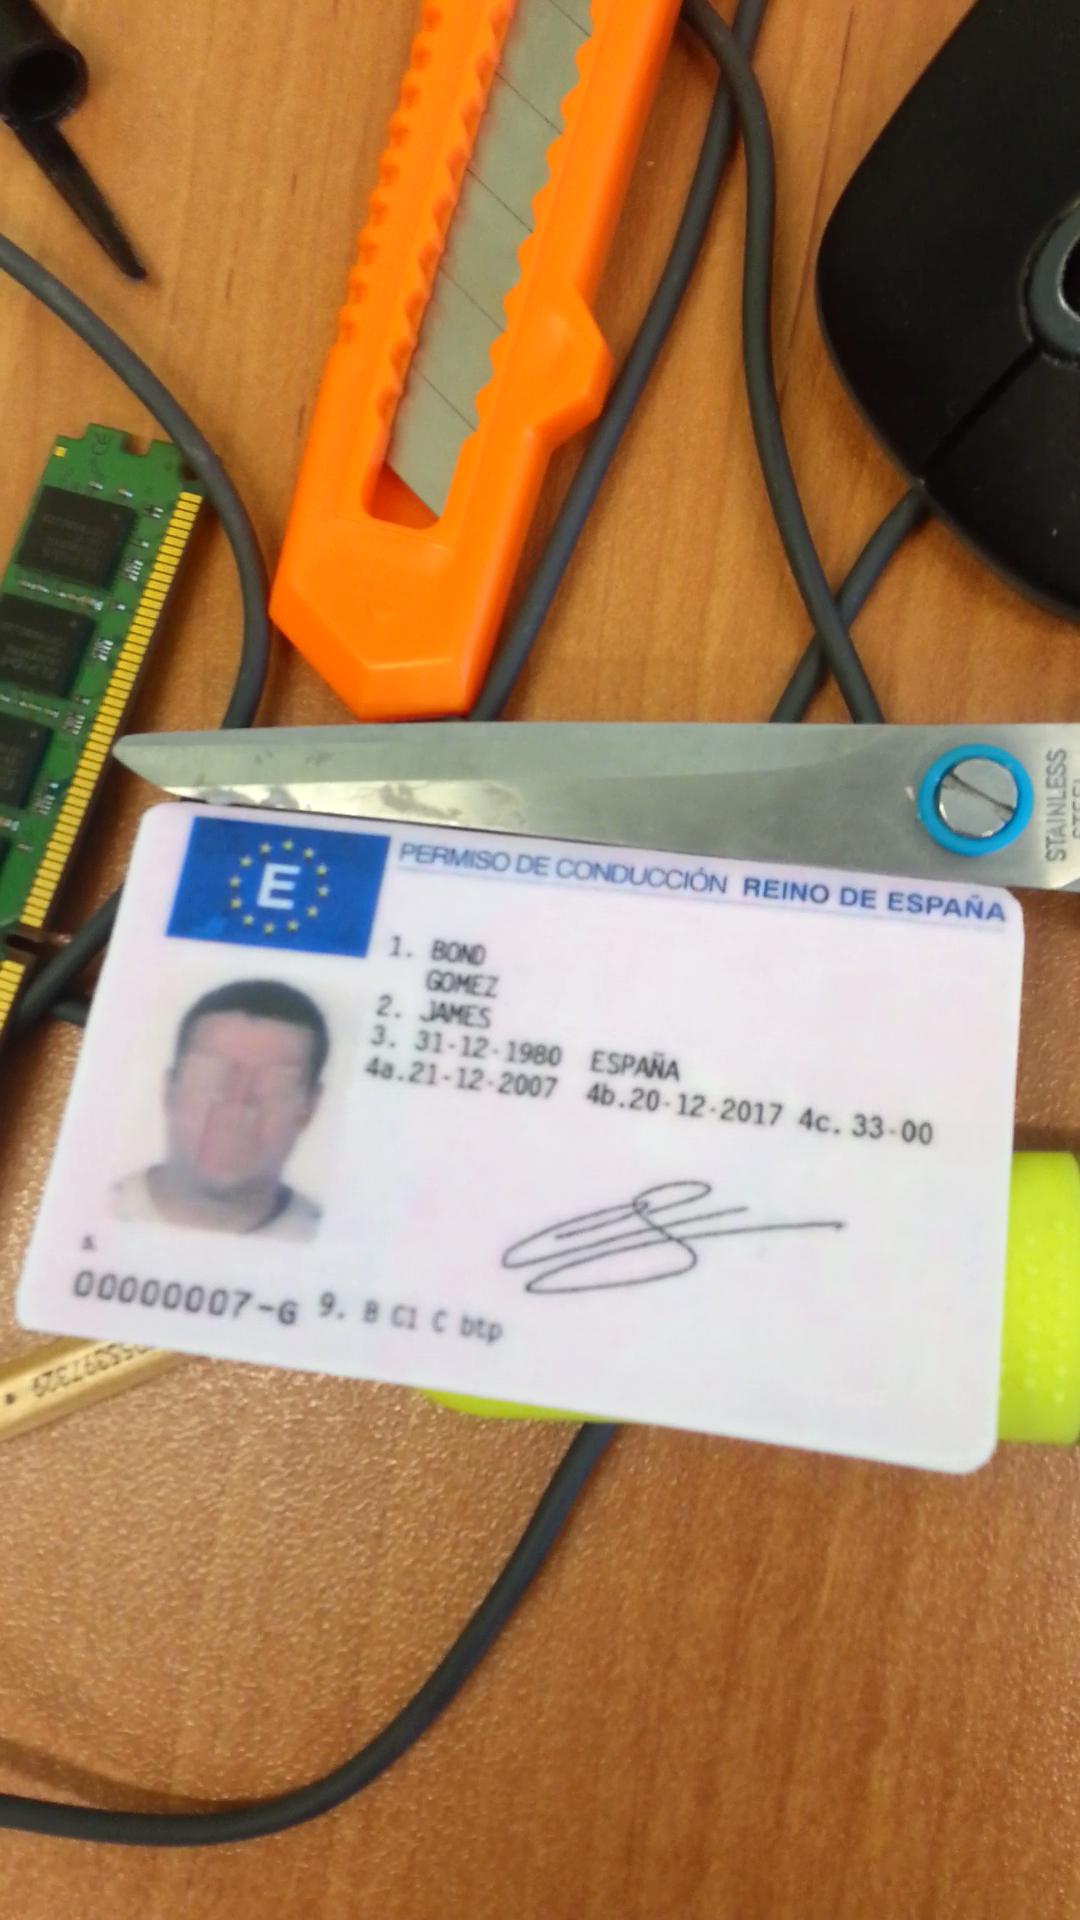 STAINLESS
STEEL
E
PERMISO DE CONDUCCIÓN REINO DE ESPAÑA
1. BOND
GOMEZ
2. JAMES
3. 31-12-1980 ESPAÑA
4a.21-12-2007 4b.20-12-2017 4c. 33-00
5.
00000007-G 9. B C1 C btp